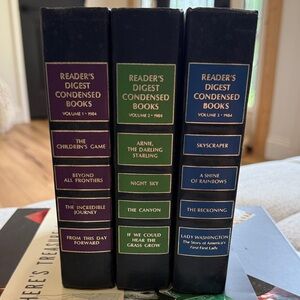 READER'S
DIGEST
CONDENSED
BOOKS
VOLUME 1 • 1984
THE
CHILDREN'S GAME
BEYOND
ALL FRONTIERS
THE INCREDIBLE
JOURNEY
FROM THIS DAY
FORWARD
READER'S
DIGEST
CONDENSED
BOOKS
VOLUME 2 • 1984
ARNIE,
THE DARLING
STARLING
NIGHT SKY
THE CANYON
IF WE COULD
HEAR THE
GRASS GROW
READER'S
DIGEST
CONDENSED
BOOKS
VOLUME 3 • 1984
SKYSCRAPER
A SHINE
OF RAINBOWS
THE RECKONING
LADY WASHINGTON
The Story of America's
First First Lady
HERE'S TREASURE